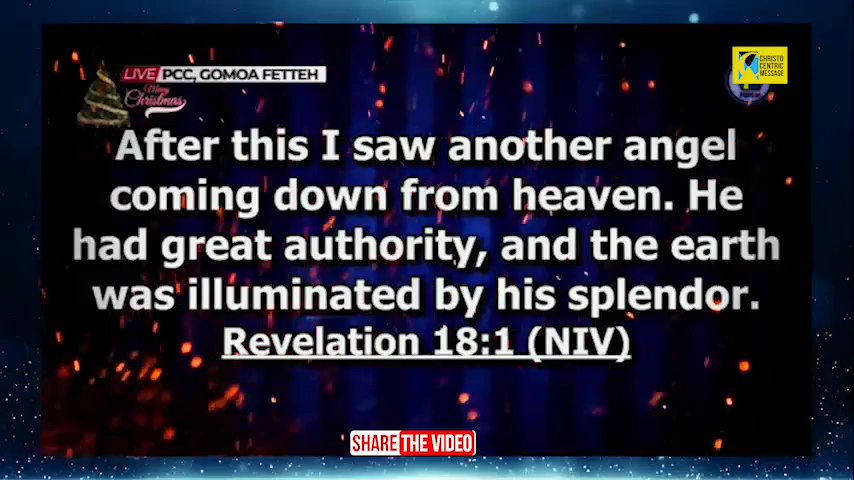 LIVE PCC, GOMOA FETTEH
Merry
Christmas
CHRISTO
CENTRIC
MESSAGE
After this I saw another angel
coming down from heaven. He
had great authority, and the earth
was illuminated by his splendor.
Revelation 18:1 (NIV)
SHARE THE VIDEO